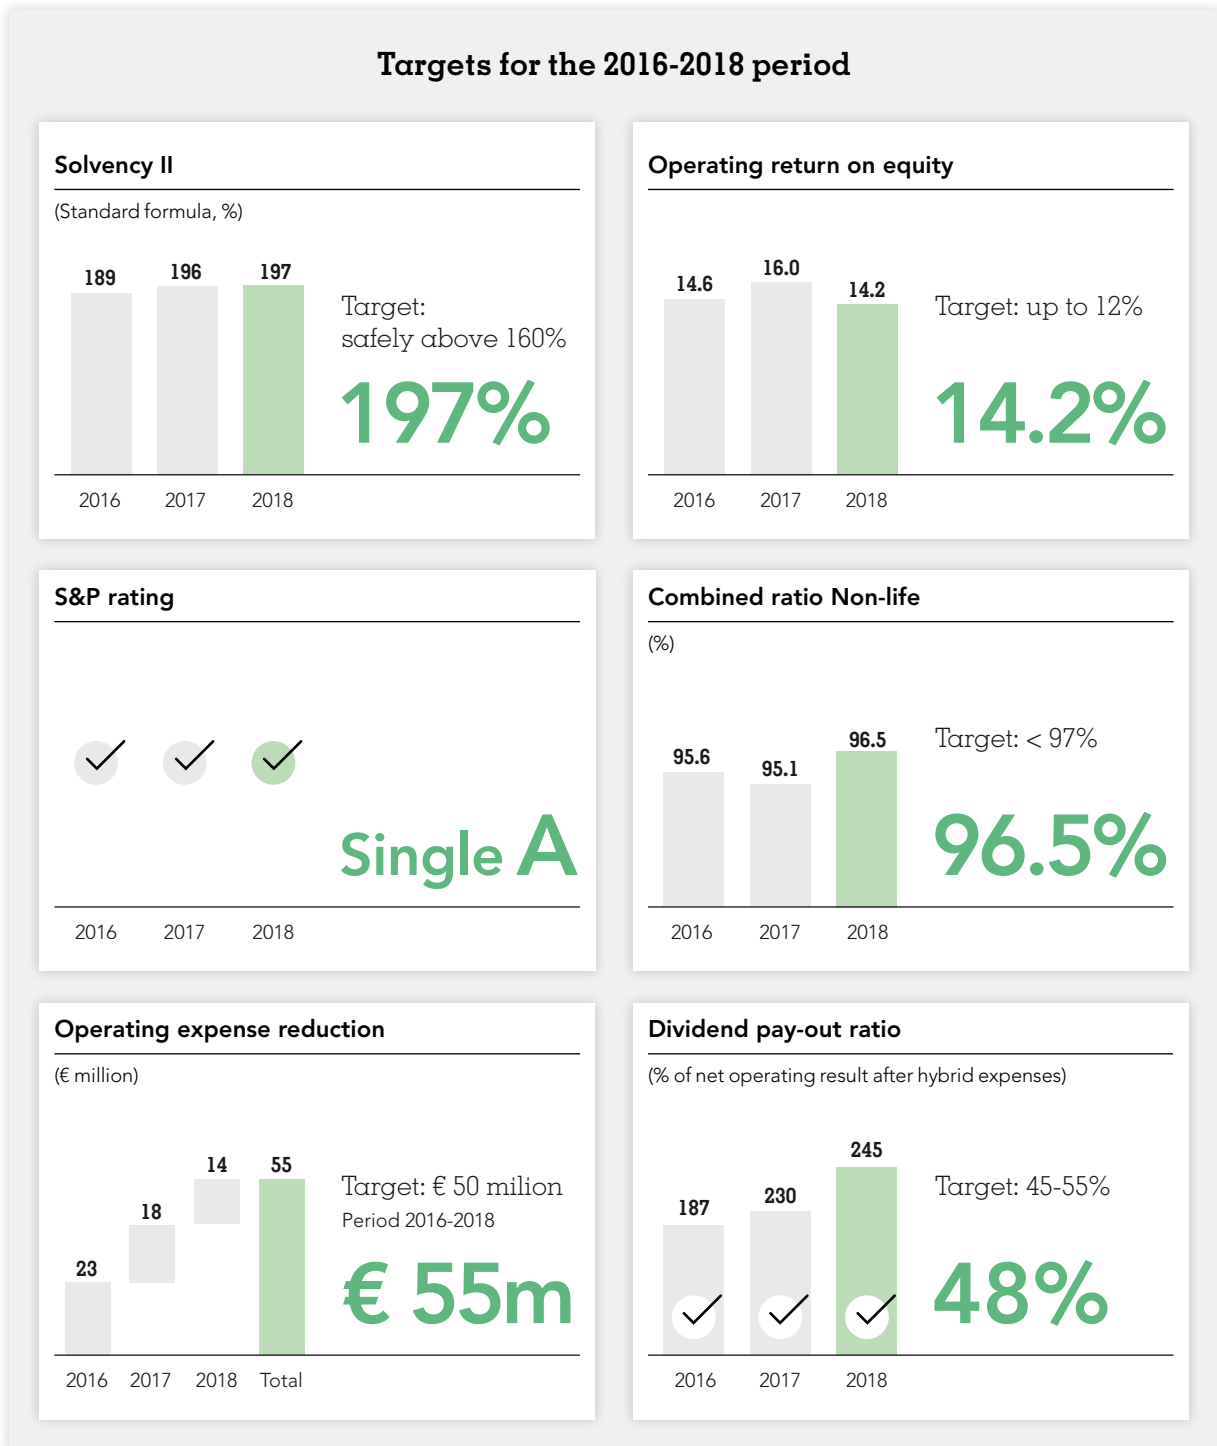 Targets for the 2016-2018 period
Solvency II
(Standard formula, %)
189
196
197
Target:
safely above 160%
197%
2016
2017
2018
Operating return on equity
14.6
16.0
14.2
Target: up to 12%
14.2%
2016
2017
2018
S&P rating
Single A
2016
2017
2018
Combined ratio Non-life
(%)
95.6
95.1
96.5
Target: < 97%
96.5%
2016
2017
2018
Operating expense reduction
(€ million)
23
18
14
55
Target: € 50 milion
Period 2016-2018
€ 55m
2016
2017
2018
Total
Dividend pay-out ratio
(% of net operating result after hybrid expenses)
187
230
245
Target: 45-55%
48%
2016
2017
2018